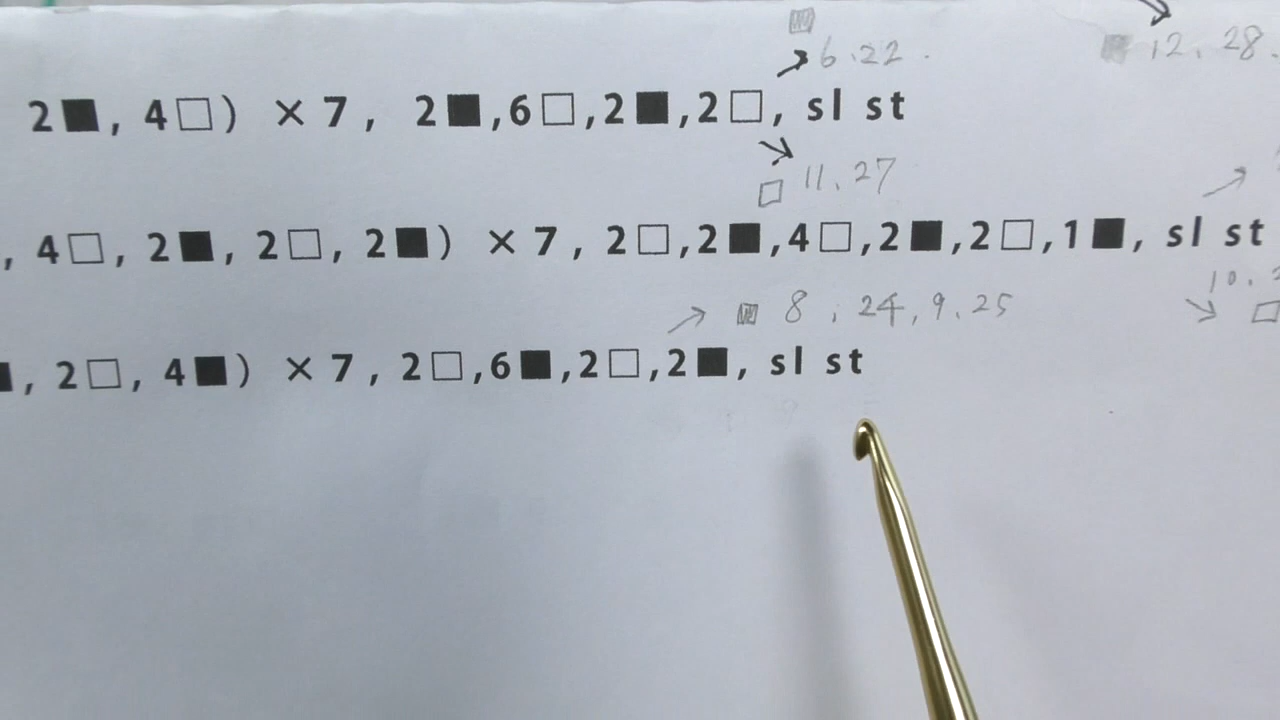 ↗ 6.22. ■ 12, 28.
2■, 4□) × 7, 2■,6□,2■,2□, sl st
↘ □ 11.27
, 4□, 2■, 2□, 2■) × 7, 2□,2■,4□,2■,2□,1■, sl st
↗ ■ 8, 24, 9.25 ↘ □ 10.
■, 2□, 4■) × 7, 2□,6■,2□,2■, sl st